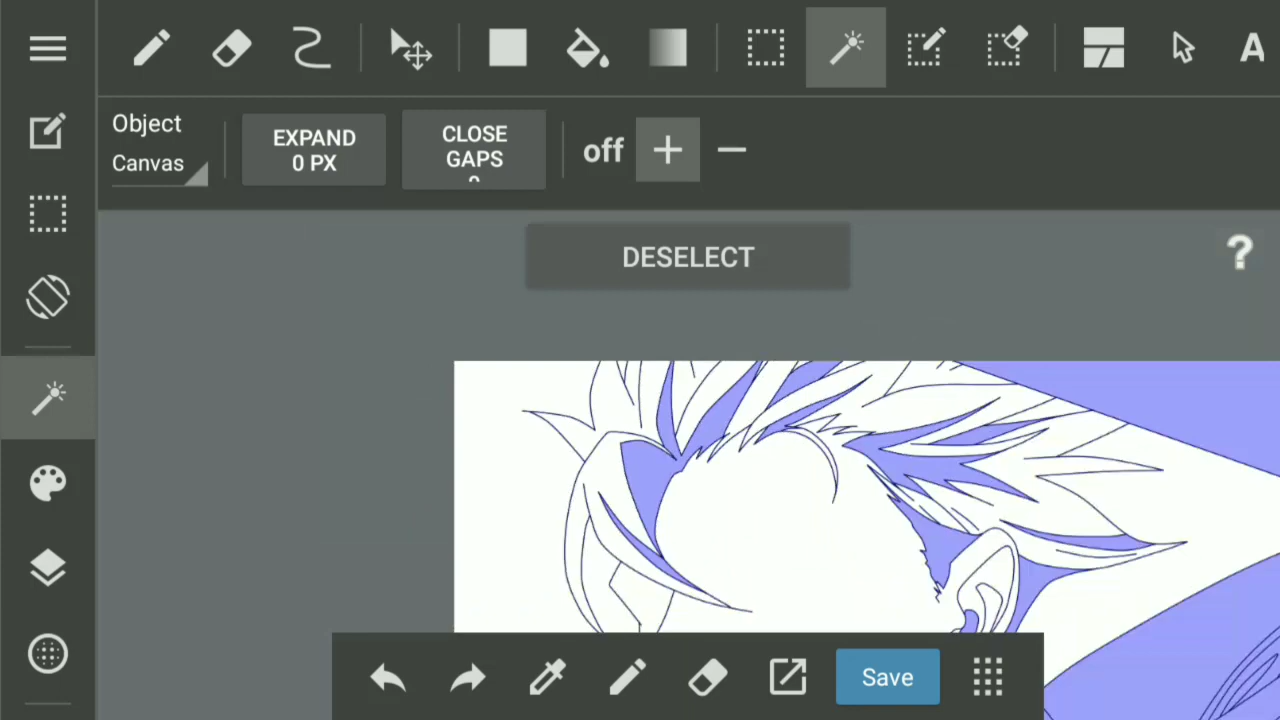 A
Object
Canvas
EXPAND
0 PX
CLOSE
GAPS
off
DESELECT
?
Save